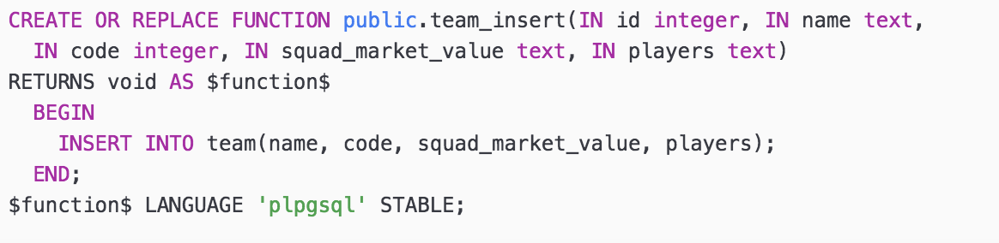 CREATE OR REPLACE FUNCTION public.team_insert(IN id integer, IN name text,
  IN code integer, IN squad_market_value text, IN players text)
RETURNS void AS $function$
  BEGIN
    INSERT INTO team(name, code, squad_market_value, players);
  END;
$function$ LANGUAGE 'plpgsql' STABLE;